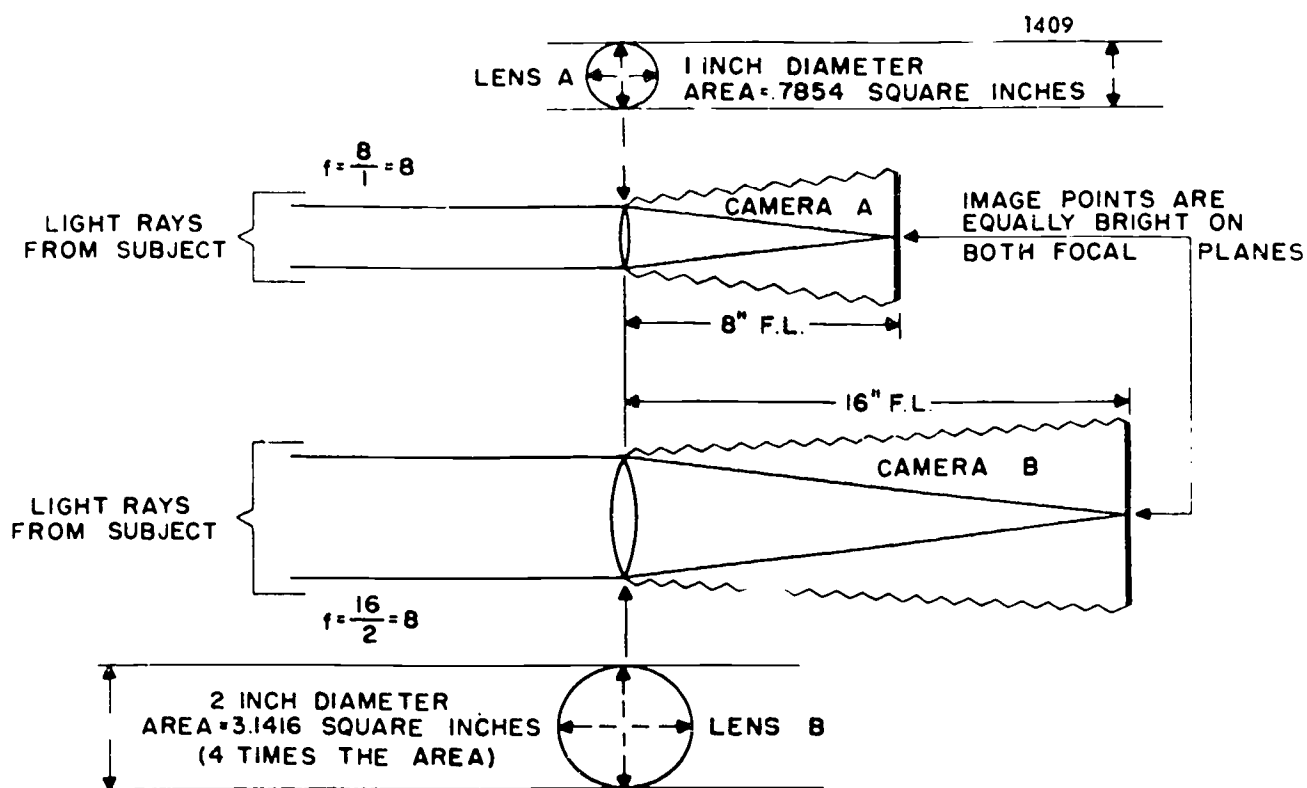 1409
LENS A
1 INCH DIAMETER
AREA=.7854 SQUARE INCHES
f=8/1=8
LIGHT RAYS
FROM SUBJECT
CAMERA A
IMAGE POINTS ARE
EQUALLY BRIGHT ON
BOTH FOCAL PLANES
8" F.L.
16" F.L.
CAMERA B
LIGHT RAYS
FROM SUBJECT
f=16/2=8
2 INCH DIAMETER
AREA=3.1416 SQUARE INCHES
(4 TIMES THE AREA)
LENS B